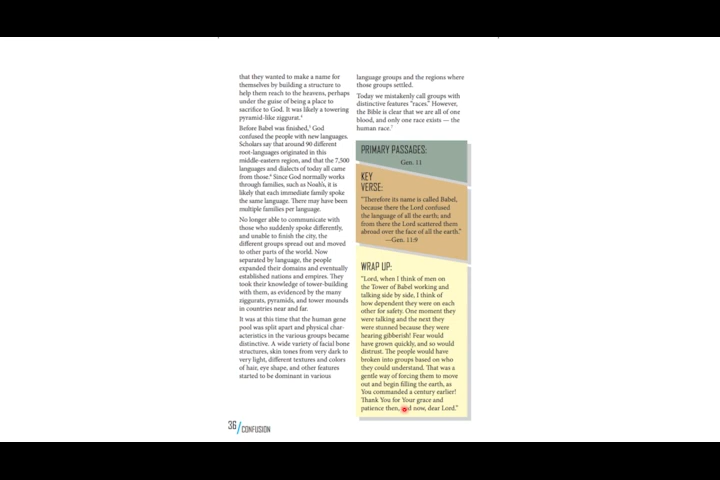 that they wanted to make a name for
themselves by building a structure to
help them reach to the heavens, perhaps
under the guise of being a place to
sacrifice to God. It was likely a towering
pyramid-like ziggurat.⁴
Before Babel was finished,⁵ God
confused the people with new languages.
Scholars say that around 90 different
root-languages originated in this
middle-eastern region, and that the 7,500
languages and dialects of today all came
from those.⁶ Since God normally works
through families, such as Noah's, it is
likely that each immediate family spoke
the same language. There may have been
multiple families per language.
No longer able to communicate with
those who suddenly spoke differently,
and unable to finish the city, the
different groups spread out and moved
to other parts of the world. Now
separated by language, the people
expanded their domains and eventually
established nations and empires. They
took their knowledge of tower-building
with them, as evidenced by the many
ziggurats, pyramids, and tower mounds
in countries near and far.
It was at this time that the human gene
pool was split apart and physical char-
acteristics in the various groups became
distinctive. A wide variety of facial bone
structures, skin tones from very dark to
very light, different textures and colors
of hair, eye shape, and other features
started to be dominant in various
language groups and the regions where
those groups settled.
Today we mistakenly call groups with
distinctive features "races." However,
the Bible is clear that we are all of one
blood, and only one race exists — the
human race.⁷
PRIMARY PASSAGES:
Gen. 11
KEY
VERSE:
"Therefore its name is called Babel,
because there the Lord confused
the language of all the earth; and
from there the Lord scattered them
abroad over the face of all the earth."
—Gen. 11:9
WRAP UP:
"Lord, when I think of men on
the Tower of Babel working and
talking side by side, I think of
how dependent they were on each
other for safety. One moment they
were talking and the next they
were stunned because they were
hearing gibberish! Fear would
have grown quickly, and so would
distrust. The people would have
broken into groups based on who
they could understand. That was a
gentle way of forcing them to move
out and begin filling the earth, as
You commanded a century earlier!
Thank You for Your grace and
patience then, and now, dear Lord."
36/CONFUSION